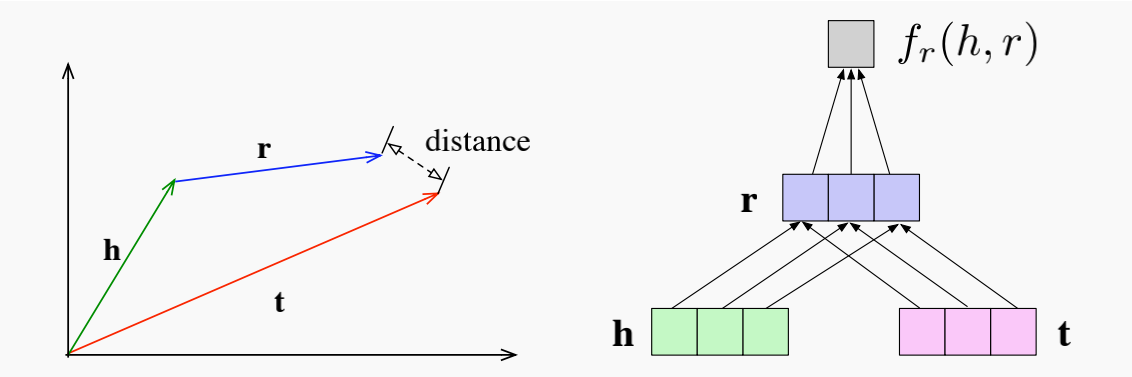 r
distance
h
t
f_r(h, r)
r
h
t